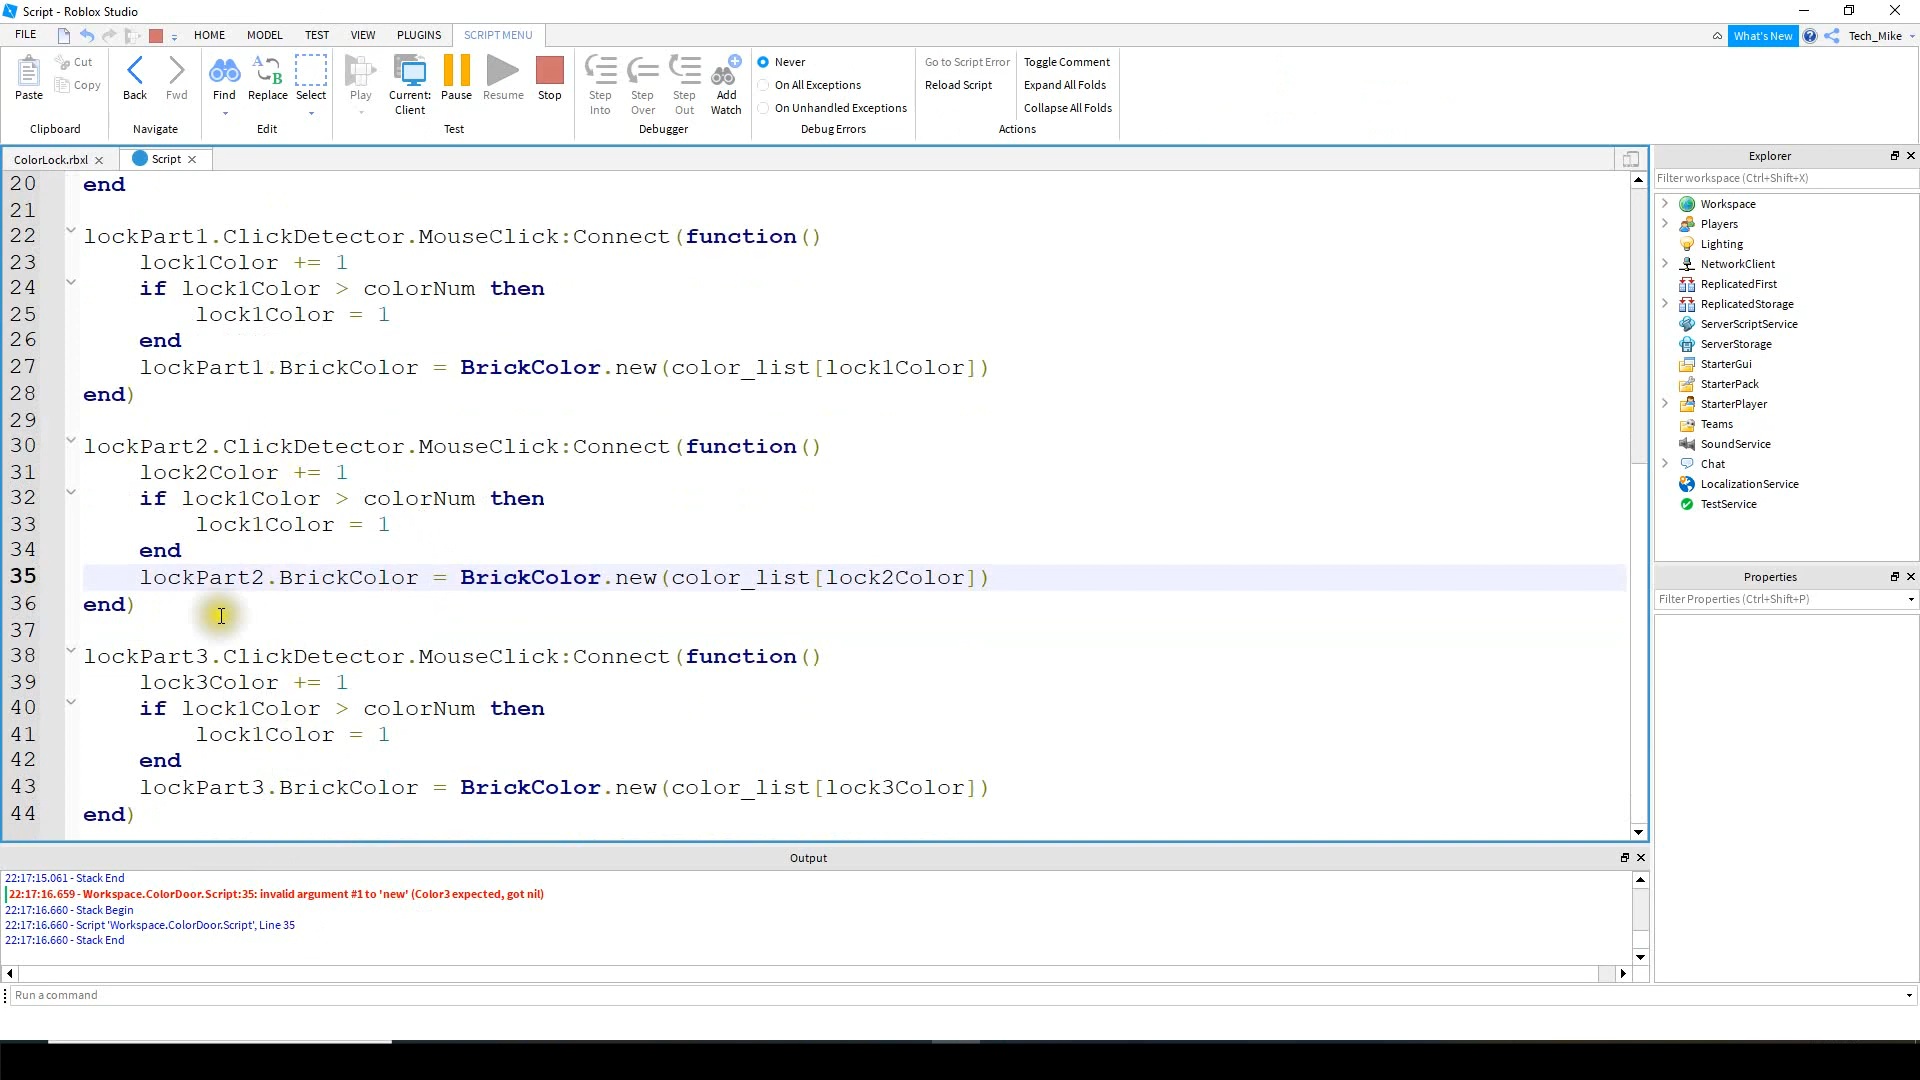 Script - Roblox Studio
FILE HOME MODEL TEST VIEW PLUGINS SCRIPT MENU What's New Tech_Mike
Paste Cut Copy Back Fwd Find Replace Select Play Current: Client Pause Resume Stop Step Into Step Over Step Out Add Watch Never Go to Script Error Toggle Comment
On All Exceptions Reload Script Expand All Folds
On Unhandled Exceptions Collapse All Folds
Clipboard Navigate Edit Test Debugger Debug Errors Actions
ColorLock.rbxl Script
20 end
21
22 lockPart1.ClickDetector.MouseClick:Connect(function()
23 lock1Color += 1
24 if lock1Color > colorNum then
25 lock1Color = 1
26 end
27 lockPart1.BrickColor = BrickColor.new(color_list[lock1Color])
28 end)
29
30 lockPart2.ClickDetector.MouseClick:Connect(function()
31 lock2Color += 1
32 if lock1Color > colorNum then
33 lock1Color = 1
34 end
35 lockPart2.BrickColor = BrickColor.new(color_list[lock2Color])
36 end)
37
38 lockPart3.ClickDetector.MouseClick:Connect(function()
39 lock3Color += 1
40 if lock1Color > colorNum then
41 lock1Color = 1
42 end
43 lockPart3.BrickColor = BrickColor.new(color_list[lock3Color])
44 end)
Explorer
Filter workspace (Ctrl+Shift+X)
Workspace
Players
Lighting
NetworkClient
ReplicatedFirst
ReplicatedStorage
ServerScriptService
ServerStorage
StarterGui
StarterPack
StarterPlayer
Teams
SoundService
Chat
LocalizationService
TestService
Properties
Filter Properties (Ctrl+Shift+P)
Output
22:17:15.061 - Stack End
22:17:16.659 - Workspace.ColorDoor.Script:35: invalid argument #1 to 'new' (Color3 expected, got nil)
22:17:16.660 - Stack Begin
22:17:16.660 - Script 'Workspace.ColorDoor.Script', Line 35
22:17:16.660 - Stack End
Run a command